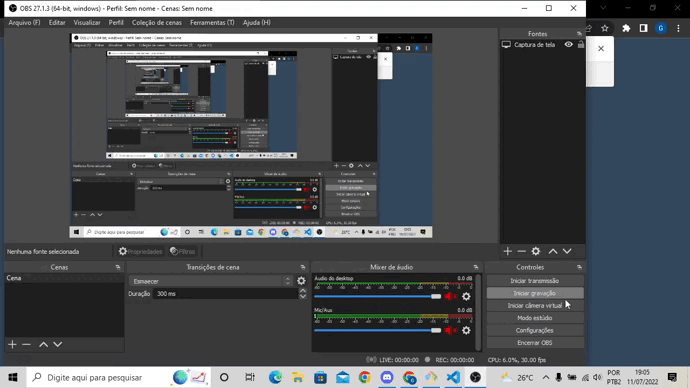 OBS 27.1.3 (64-bit, windows) - Perfil: Sem nome - Cenas: Sem nome
Arquivo (F) Editar Visualizar Perfil Coleção de cenas Ferramentas (T) Ajuda (H)
Fontes
Captura de tela
Nenhuma fonte selecionada Propriedades Filtros
Cenas
Cena
Transições de cena
Esmaecer
Duração 300 ms
Mixer de áudio
Áudio do desktop 0.0 dB
Mic/Aux 0.0 dB
Controles
Iniciar transmissão
Iniciar gravação
Iniciar câmera virtual
Modo estúdio
Configurações
Encerrar OBS
LIVE: 00:00:00 REC: 00:00:00 CPU: 6.0%, 30.00 fps
Digite aqui para pesquisar
26°C
POR
PTB2
19:05
11/07/2022